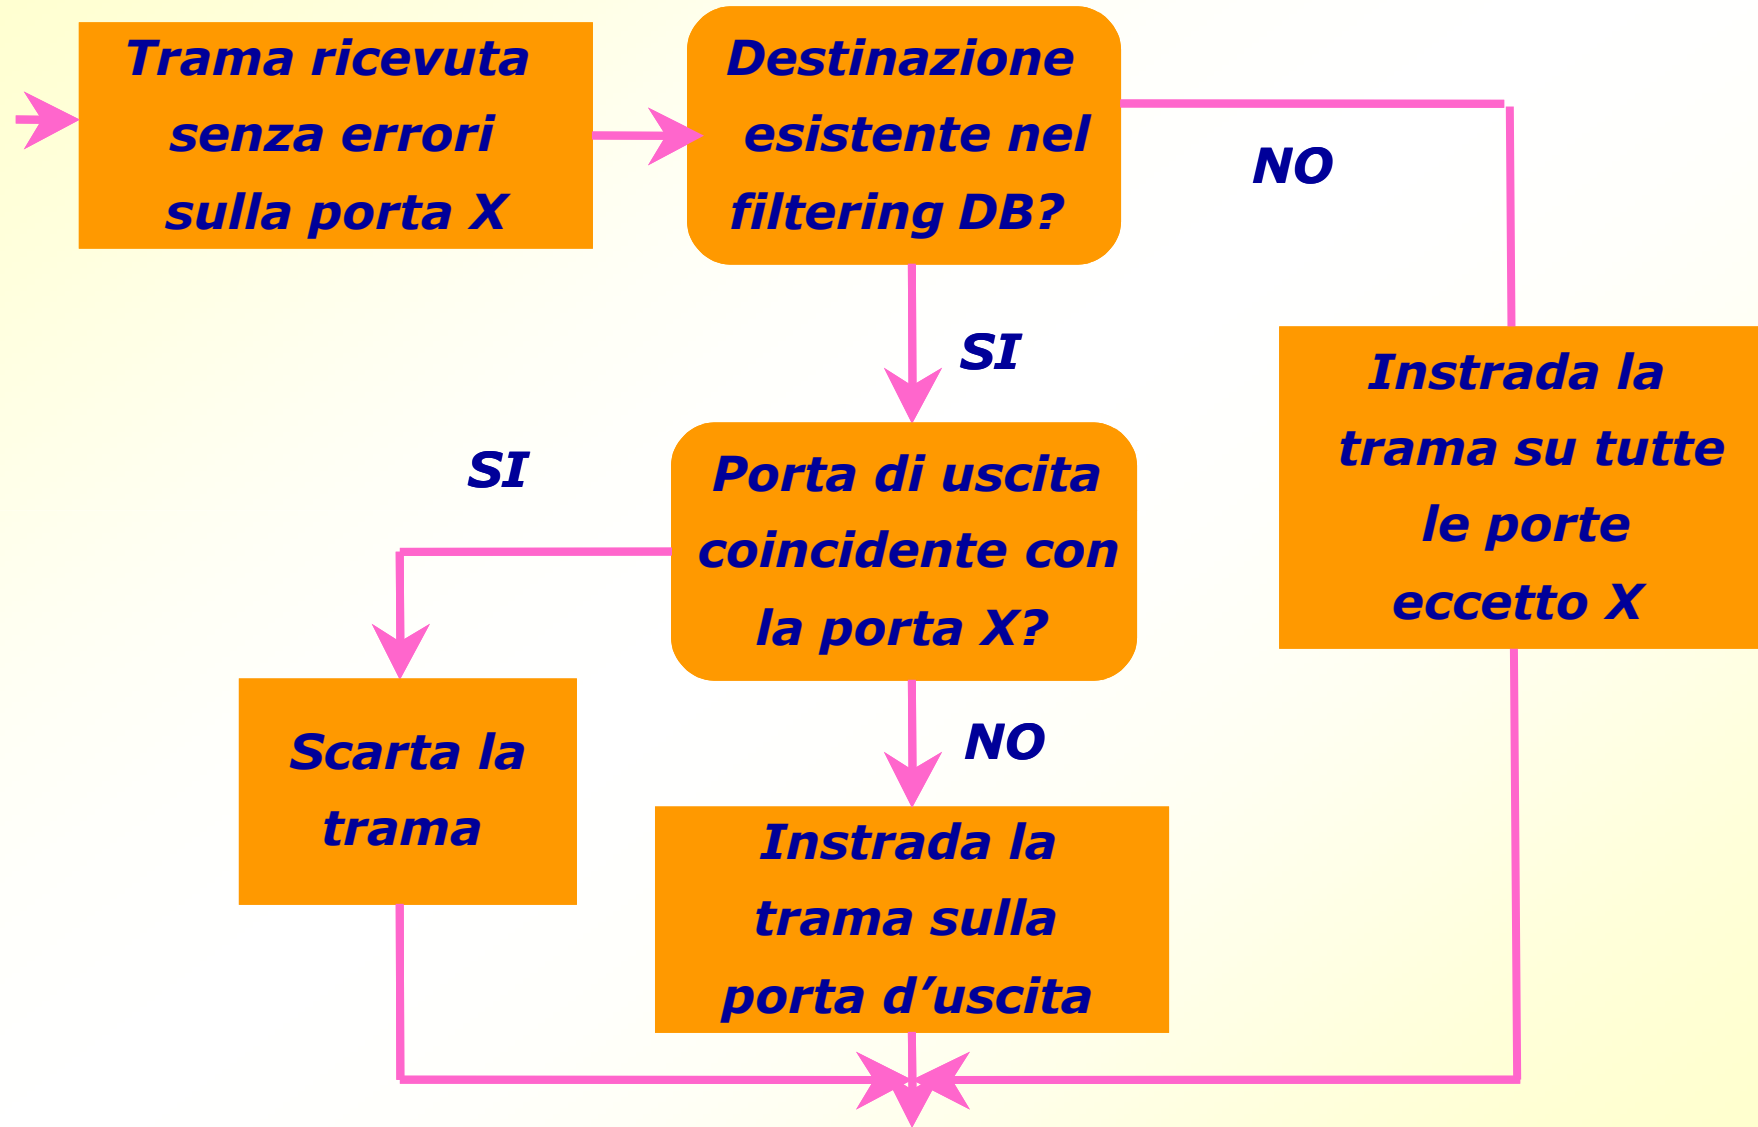 Trama ricevuta
senza errori
sulla porta X
Destinazione
esistente nel
filtering DB?
NO
SI
Instrada la
trama su tutte
le porte
eccetto X
SI
Porta di uscita
coincidente con
la porta X?
Scarta la
trama
NO
Instrada la
trama sulla
porta d’uscita